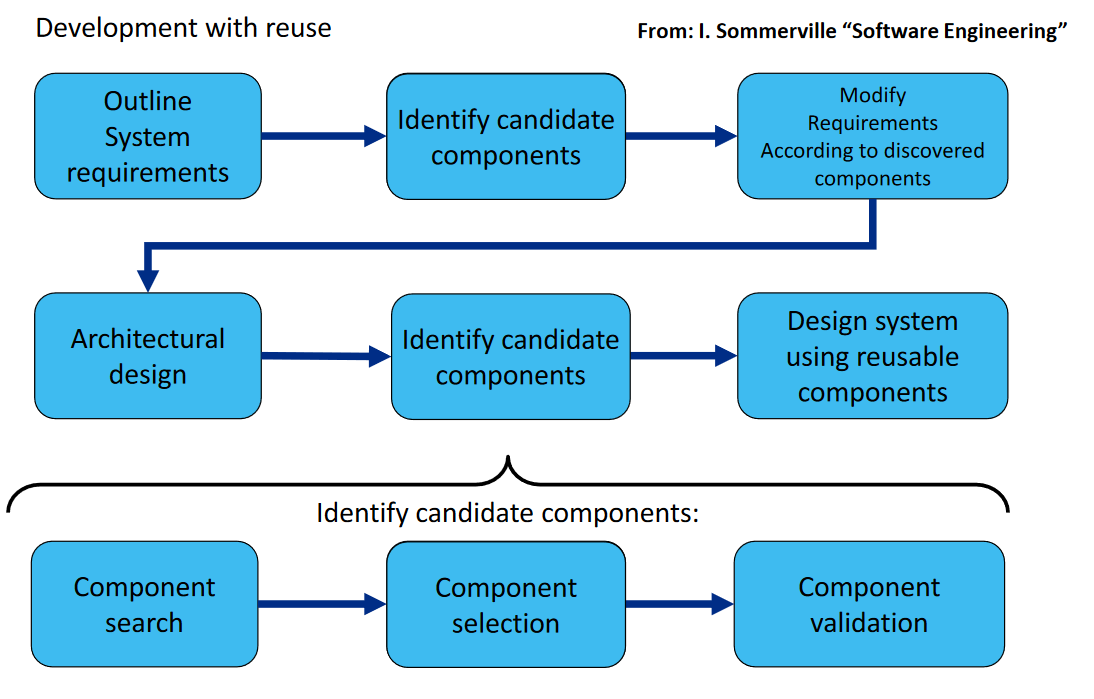 Development with reuse
From: I. Sommerville “Software Engineering”
Outline
System
requirements
Identify candidate
components
Modify
Requirements
According to discovered
components
Architectural
design
Identify candidate
components
Design system
using reusable
components
Identify candidate components:
Component
search
Component
selection
Component
validation